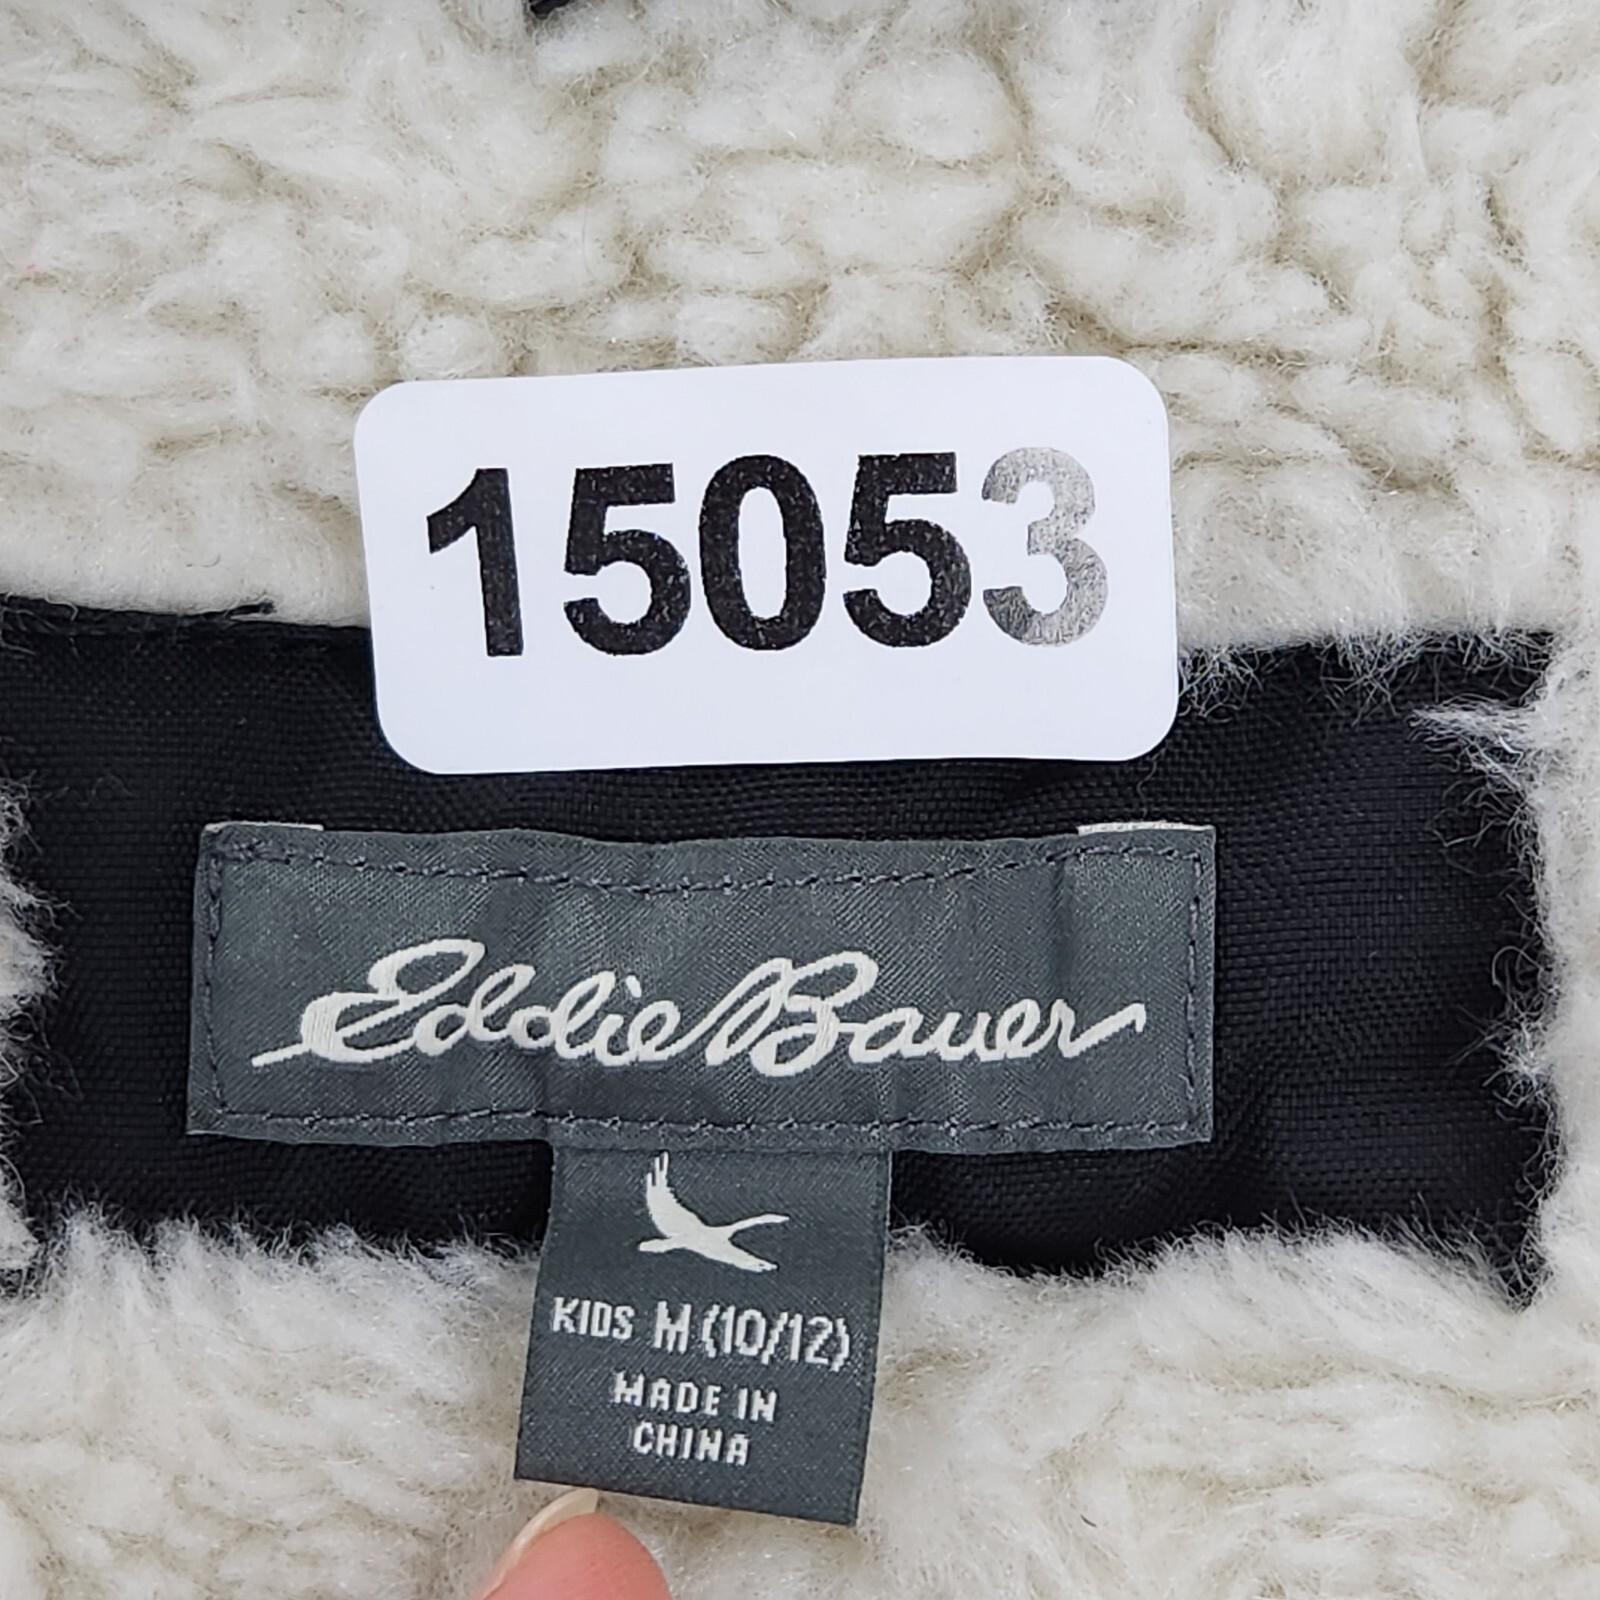 15053
Eddie Bauer
KIDS M (10/12)
MADE IN
CHINA